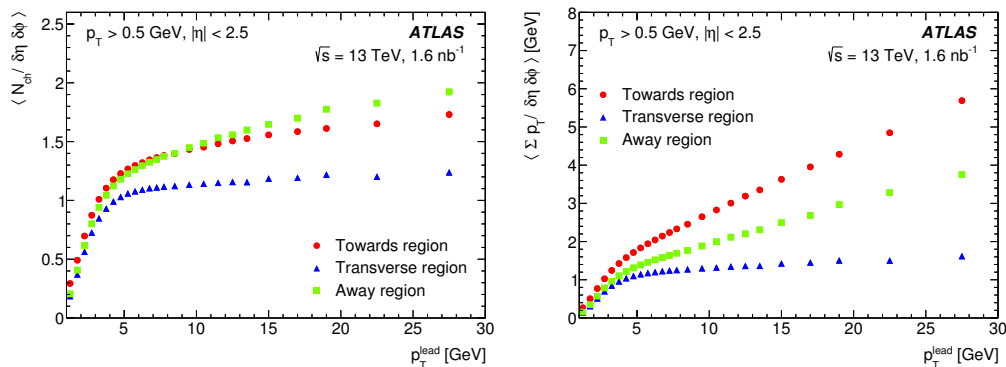 ⟨ N_ch/ δη δφ ⟩
2.5
2
1.5
1
0.5
0
p_T > 0.5 GeV, |η| < 2.5
ATLAS
√s = 13 TeV, 1.6 nb⁻¹
Towards region
Transverse region
Away region
5 10 15 20 25 30
p_T^lead [GeV]
⟨ Σ p_T/ δη δφ ⟩ [GeV]
8
7
6
5
4
3
2
1
0
p_T > 0.5 GeV, |η| < 2.5
ATLAS
√s = 13 TeV, 1.6 nb⁻¹
Towards region
Transverse region
Away region
5 10 15 20 25 30
p_T^lead [GeV]